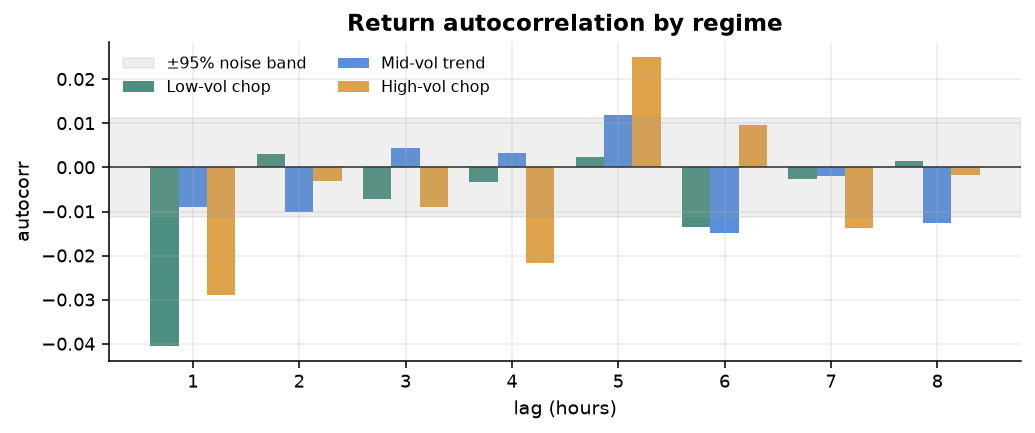 Return autocorrelation by regime
±95% noise band
Low-vol chop
Mid-vol trend
High-vol chop
autocorr
0.02
0.01
0.00
−0.01
−0.02
−0.03
−0.04
1 2 3 4 5 6 7 8
lag (hours)